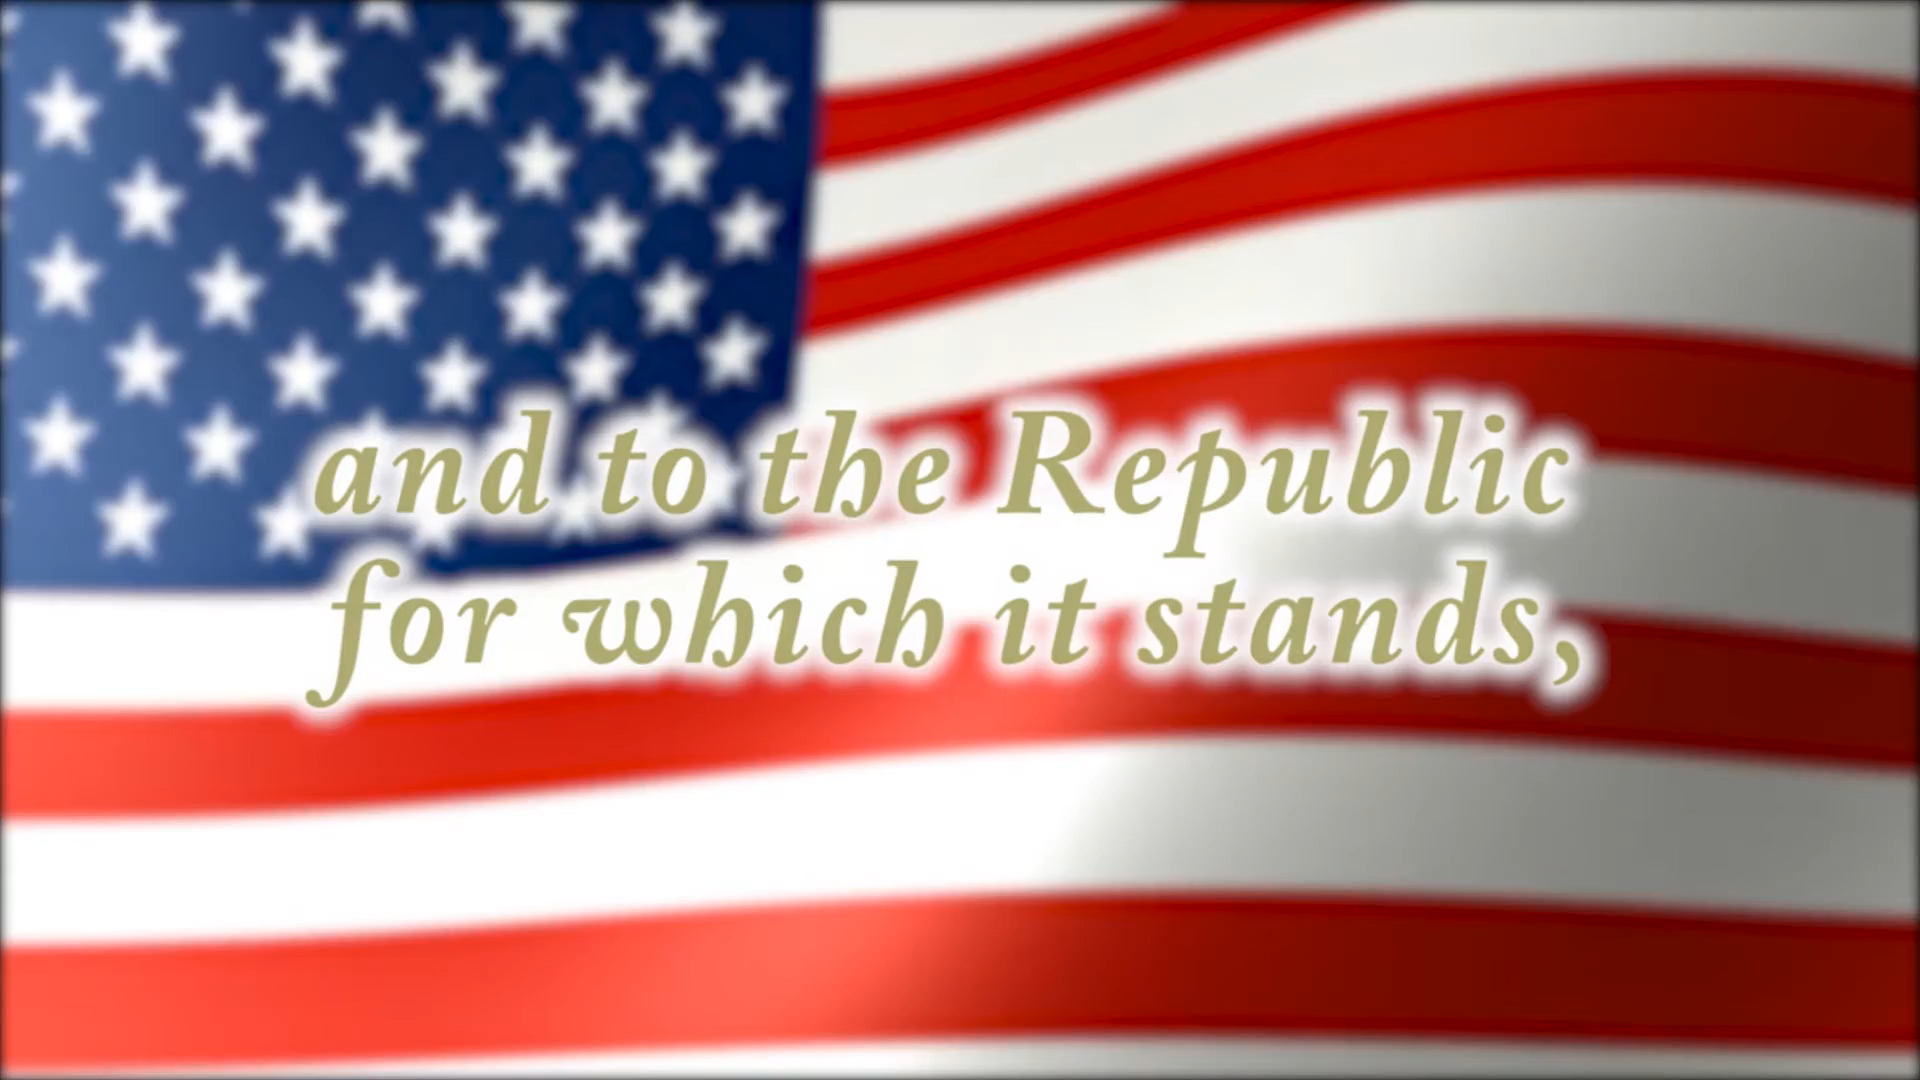 and to the Republic
for which it stands,